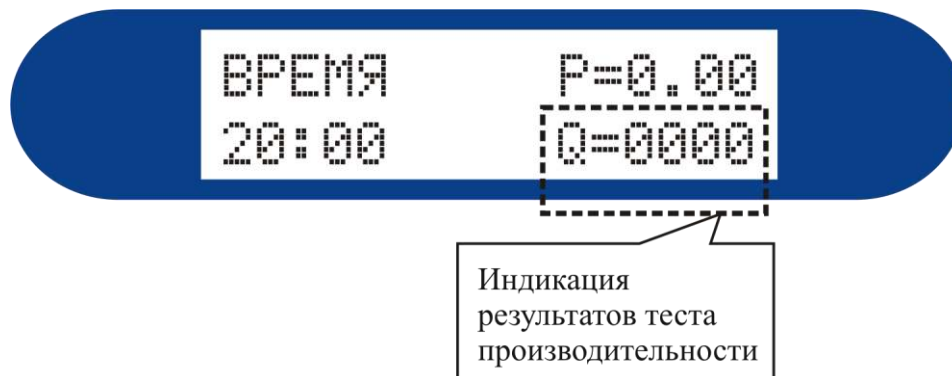 ВРЕМЯ P=0.00
20:00 Q=0000
Индикация
результатов теста
производительности